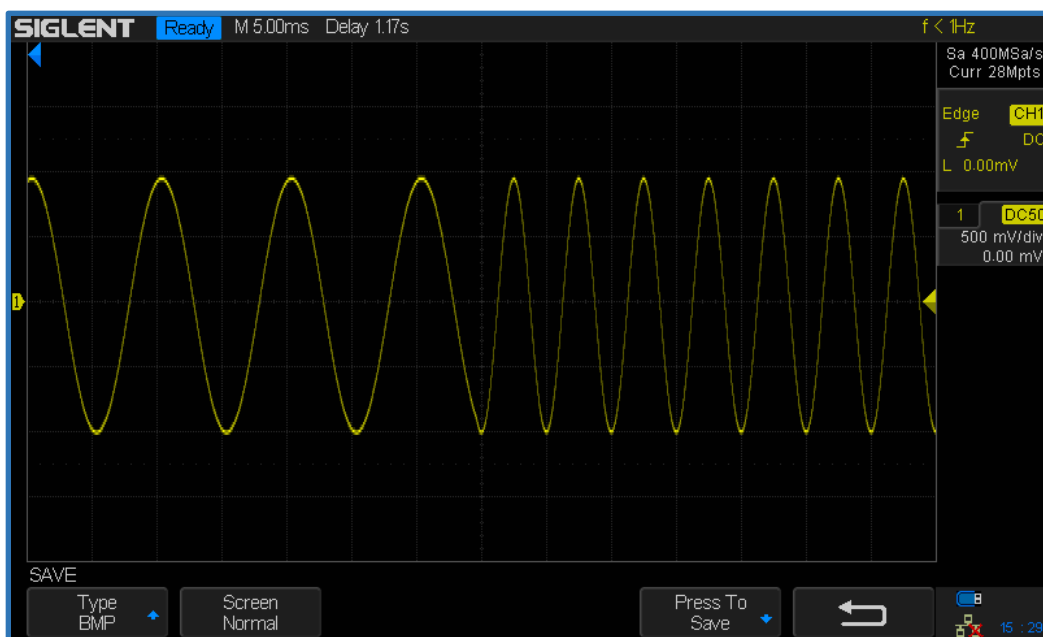 SIGLENT Ready M 5.00ms Delay 1.17s f < 1Hz
Sa 400MSa/s
Curr 28Mpts
Edge CH1
DC
L 0.00mV
1 DC50
500 mV/div
0.00 mV
1
SAVE
Type
BMP
Screen
Normal
Press To
Save
15 : 29